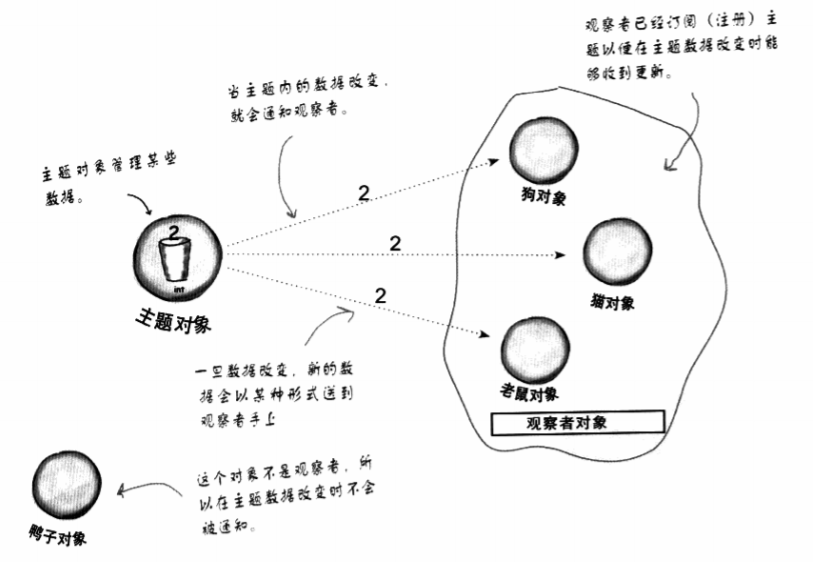 观察者已经订阅（注册）主
题以便在主题数据改变时能
够收到更新。
当主题内的数据改变，
就会通知观察者。
主题对象管理某些
数据。
2
int
主题对象
2
2
2
狗对象
猫对象
老鼠对象
观察者对象
一旦数据改变，新的数
据会以某种形式送到
观察者手上
这个对象不是观察者，所
以在主题数据改变时不会
被通知。
鸭子对象